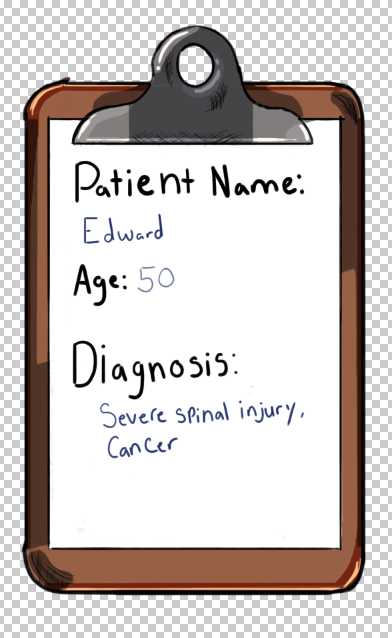 Patient Name:
Edward
Age: 50
Diagnosis:
Severe spinal injury,
Cancer